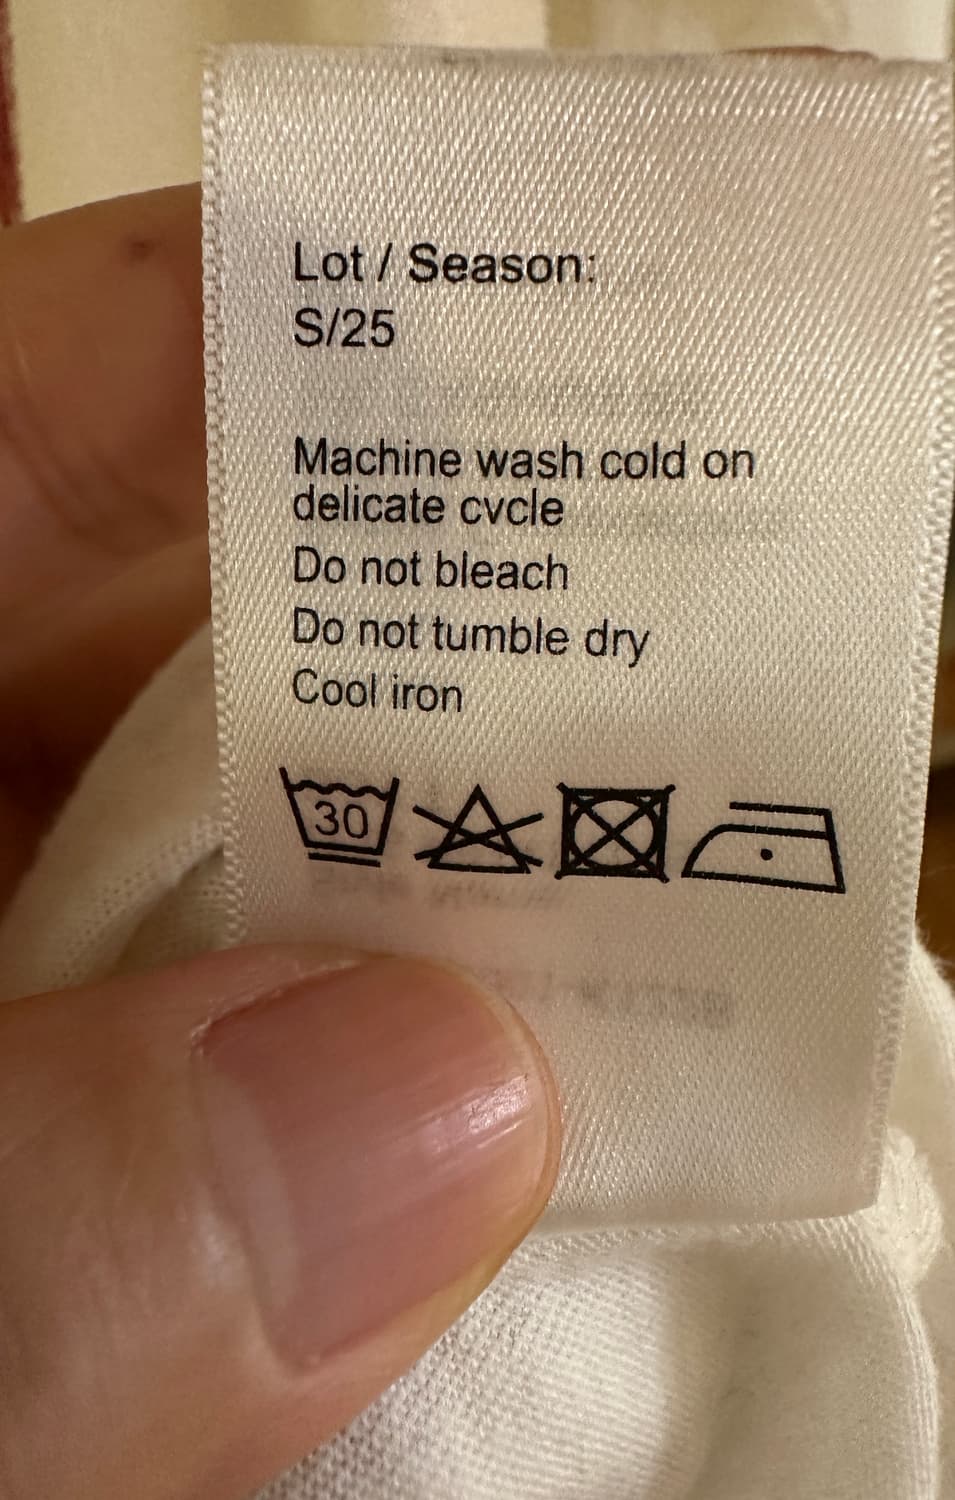 Lot / Season:
S/25
Machine wash cold on
delicate cvcle
Do not bleach
Do not tumble dry
Cool iron
30